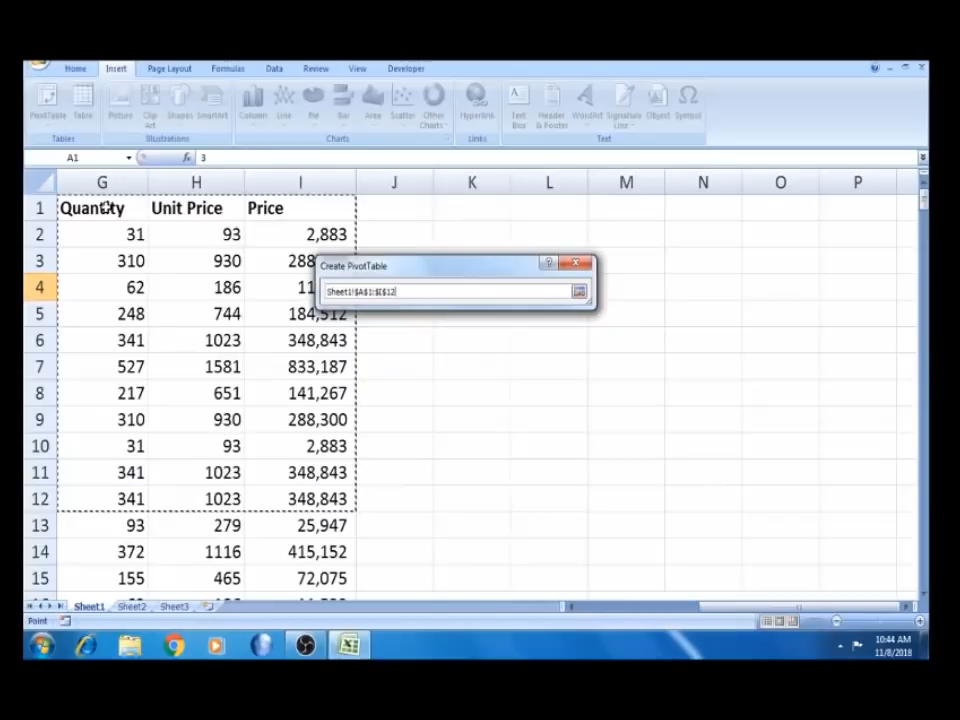 Home Insert Page Layout Formulas Data Review View Developer
PivotTable Table Picture Clip Art Shapes SmartArt Column Line Pie Bar Area Scatter Other Charts Hyperlink Text Box Header & Footer WordArt Signature Line Object Symbol
Tables Illustrations Charts Links Text
A1 fx 3
G H I J K L M N O P
1 Quantity Unit Price Price
2 31 93 2,883
3 310 930 288
Create PivotTable
4 62 186 11
Sheet1!$A$1:$I$12
5 248 744 184,512
6 341 1023 348,843
7 527 1581 833,187
8 217 651 141,267
9 310 930 288,300
10 31 93 2,883
11 341 1023 348,843
12 341 1023 348,843
13 93 279 25,947
14 372 1116 415,152
15 155 465 72,075
Sheet1 Sheet2 Sheet3
Point
10:44 AM
11/8/2018